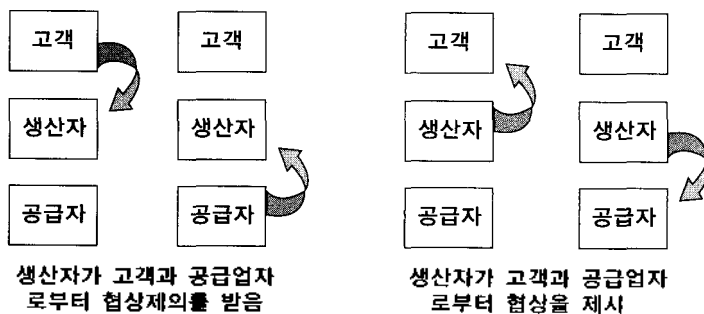 고객 고객 고객 고객
생산자 생산자 생산자 생산자
공급자 공급자 공급자 공급자
생산자가 고객과 공급업자
로부터 협상제의를 받음
생산자가 고객과 공급업자
로부터 협상을 제시